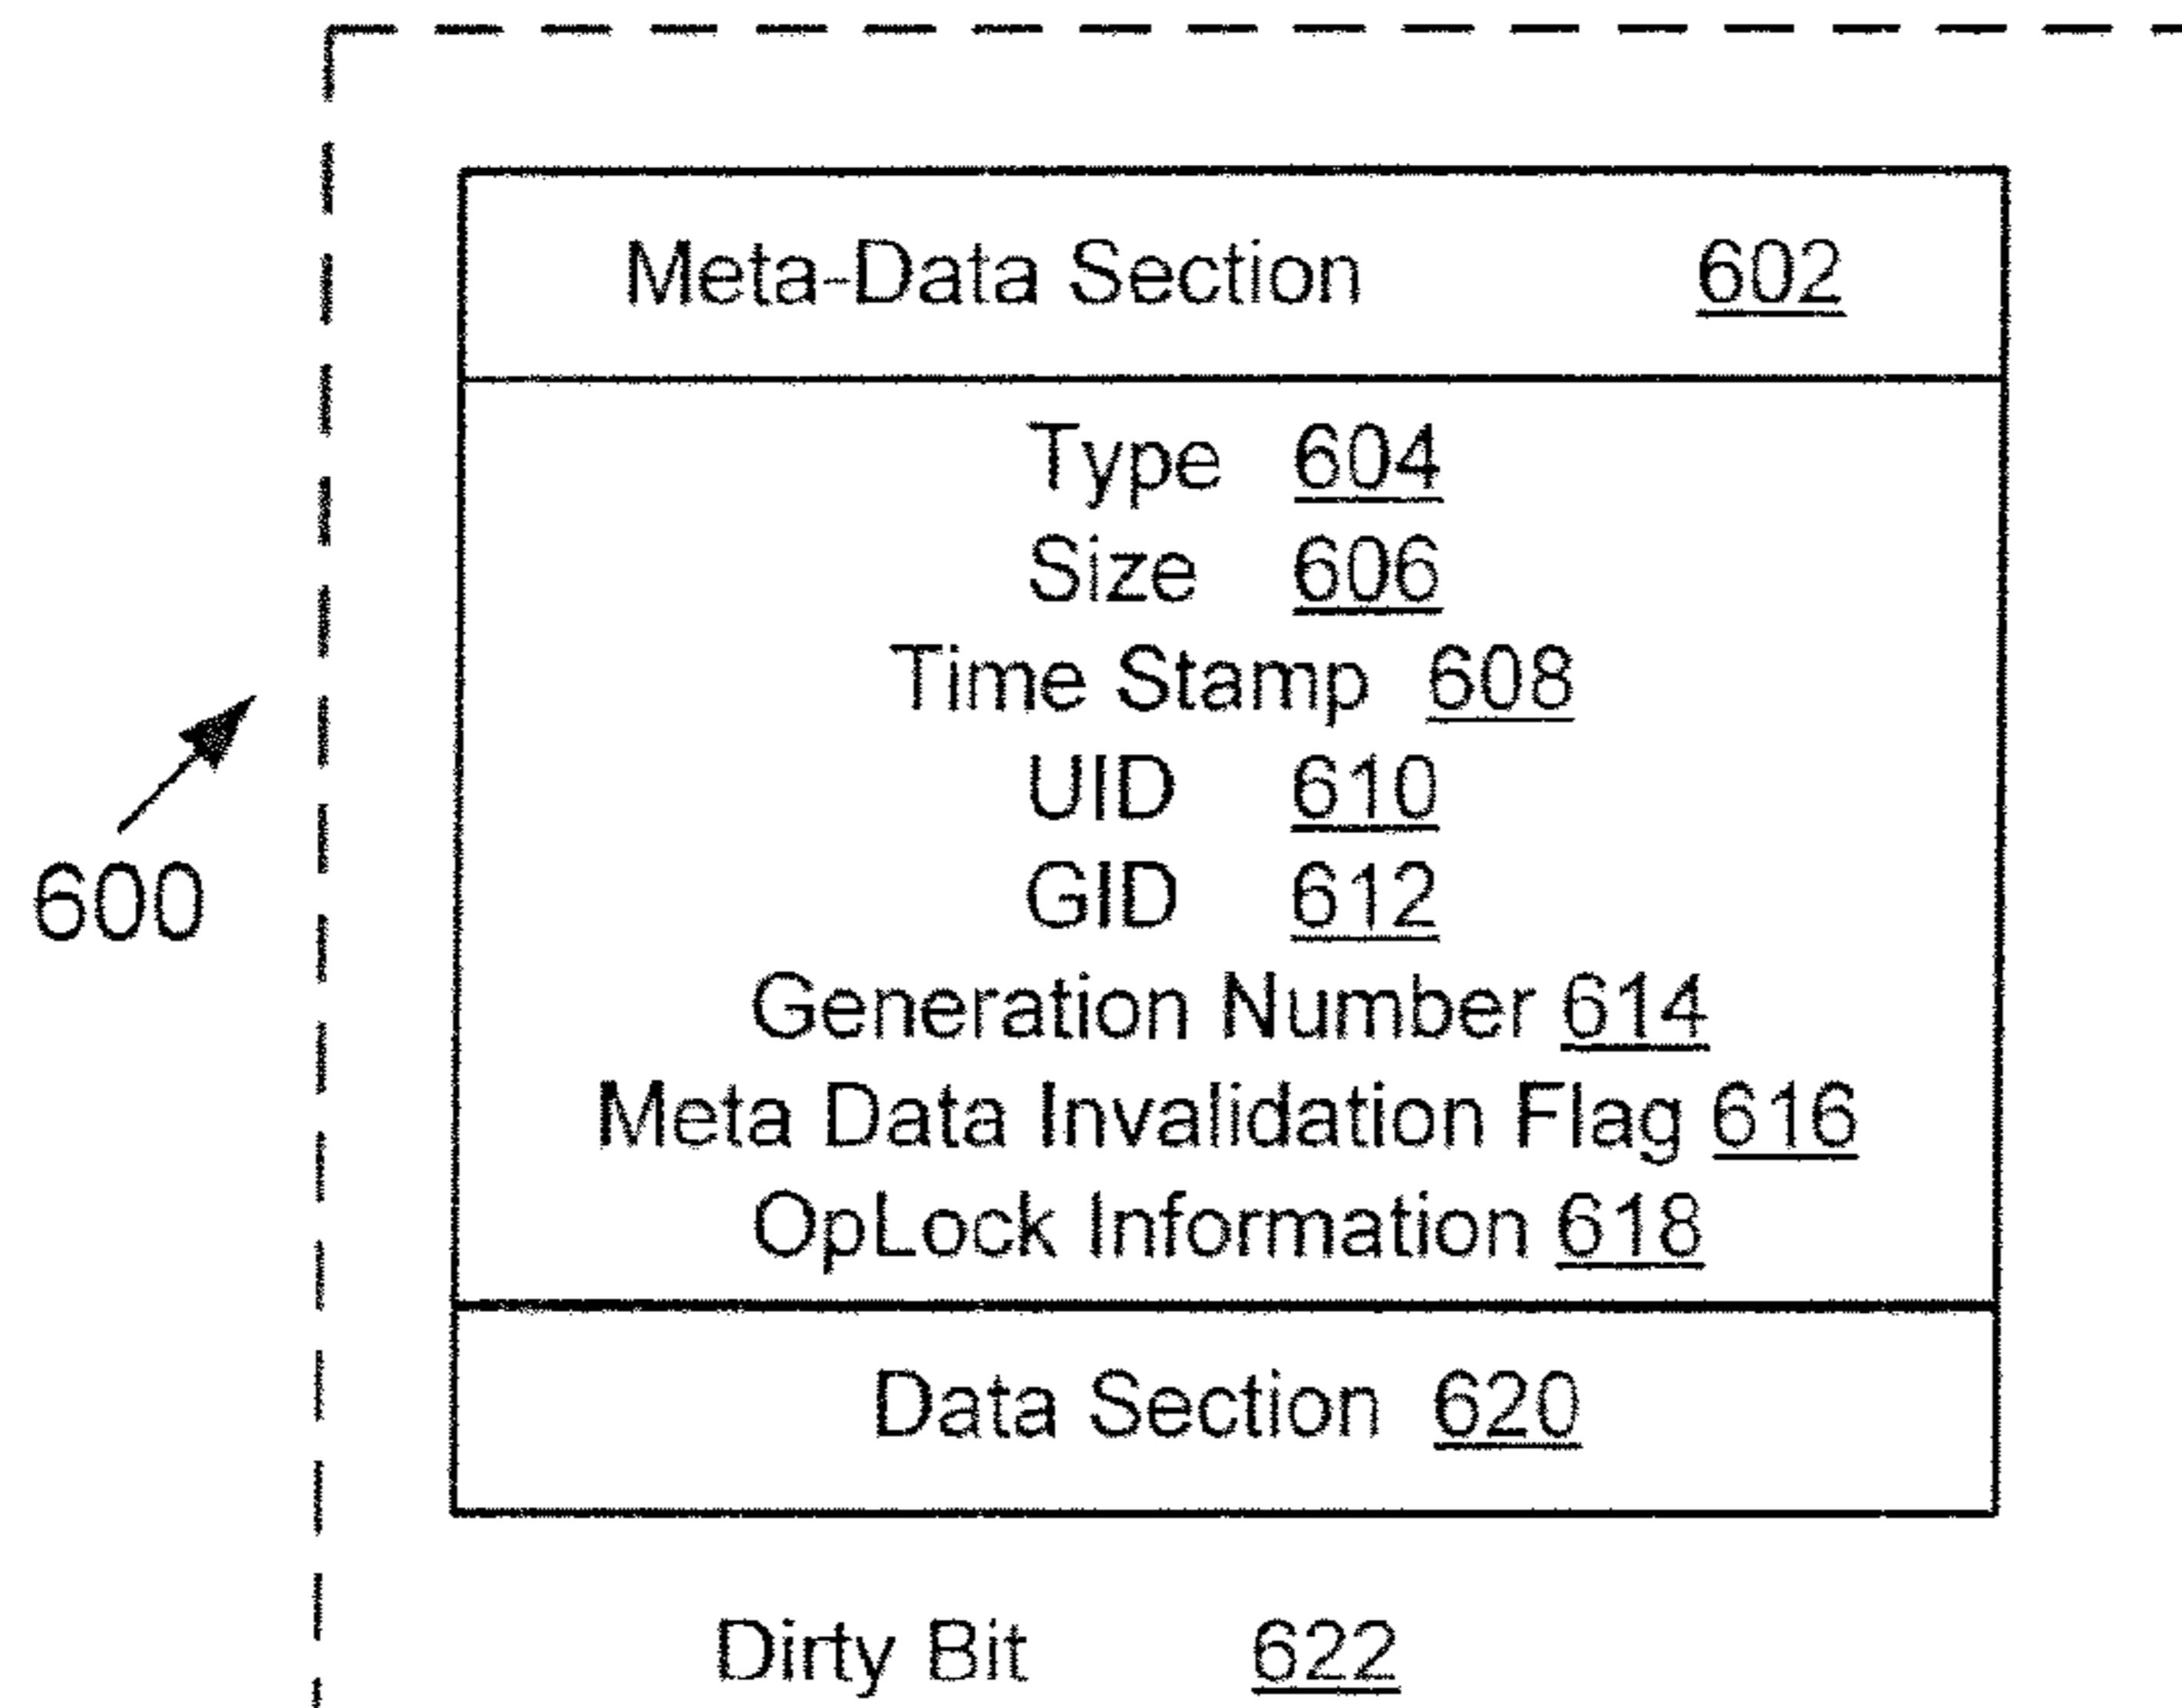 Meta-Data Section 602
Type 604
Size 606
Time Stamp 608
UID 610
600
GID 612
Generation Number 614
Meta Data Invalidation Flag 616
OpLock Information 618
Data Section 620
Dirty Bit 622